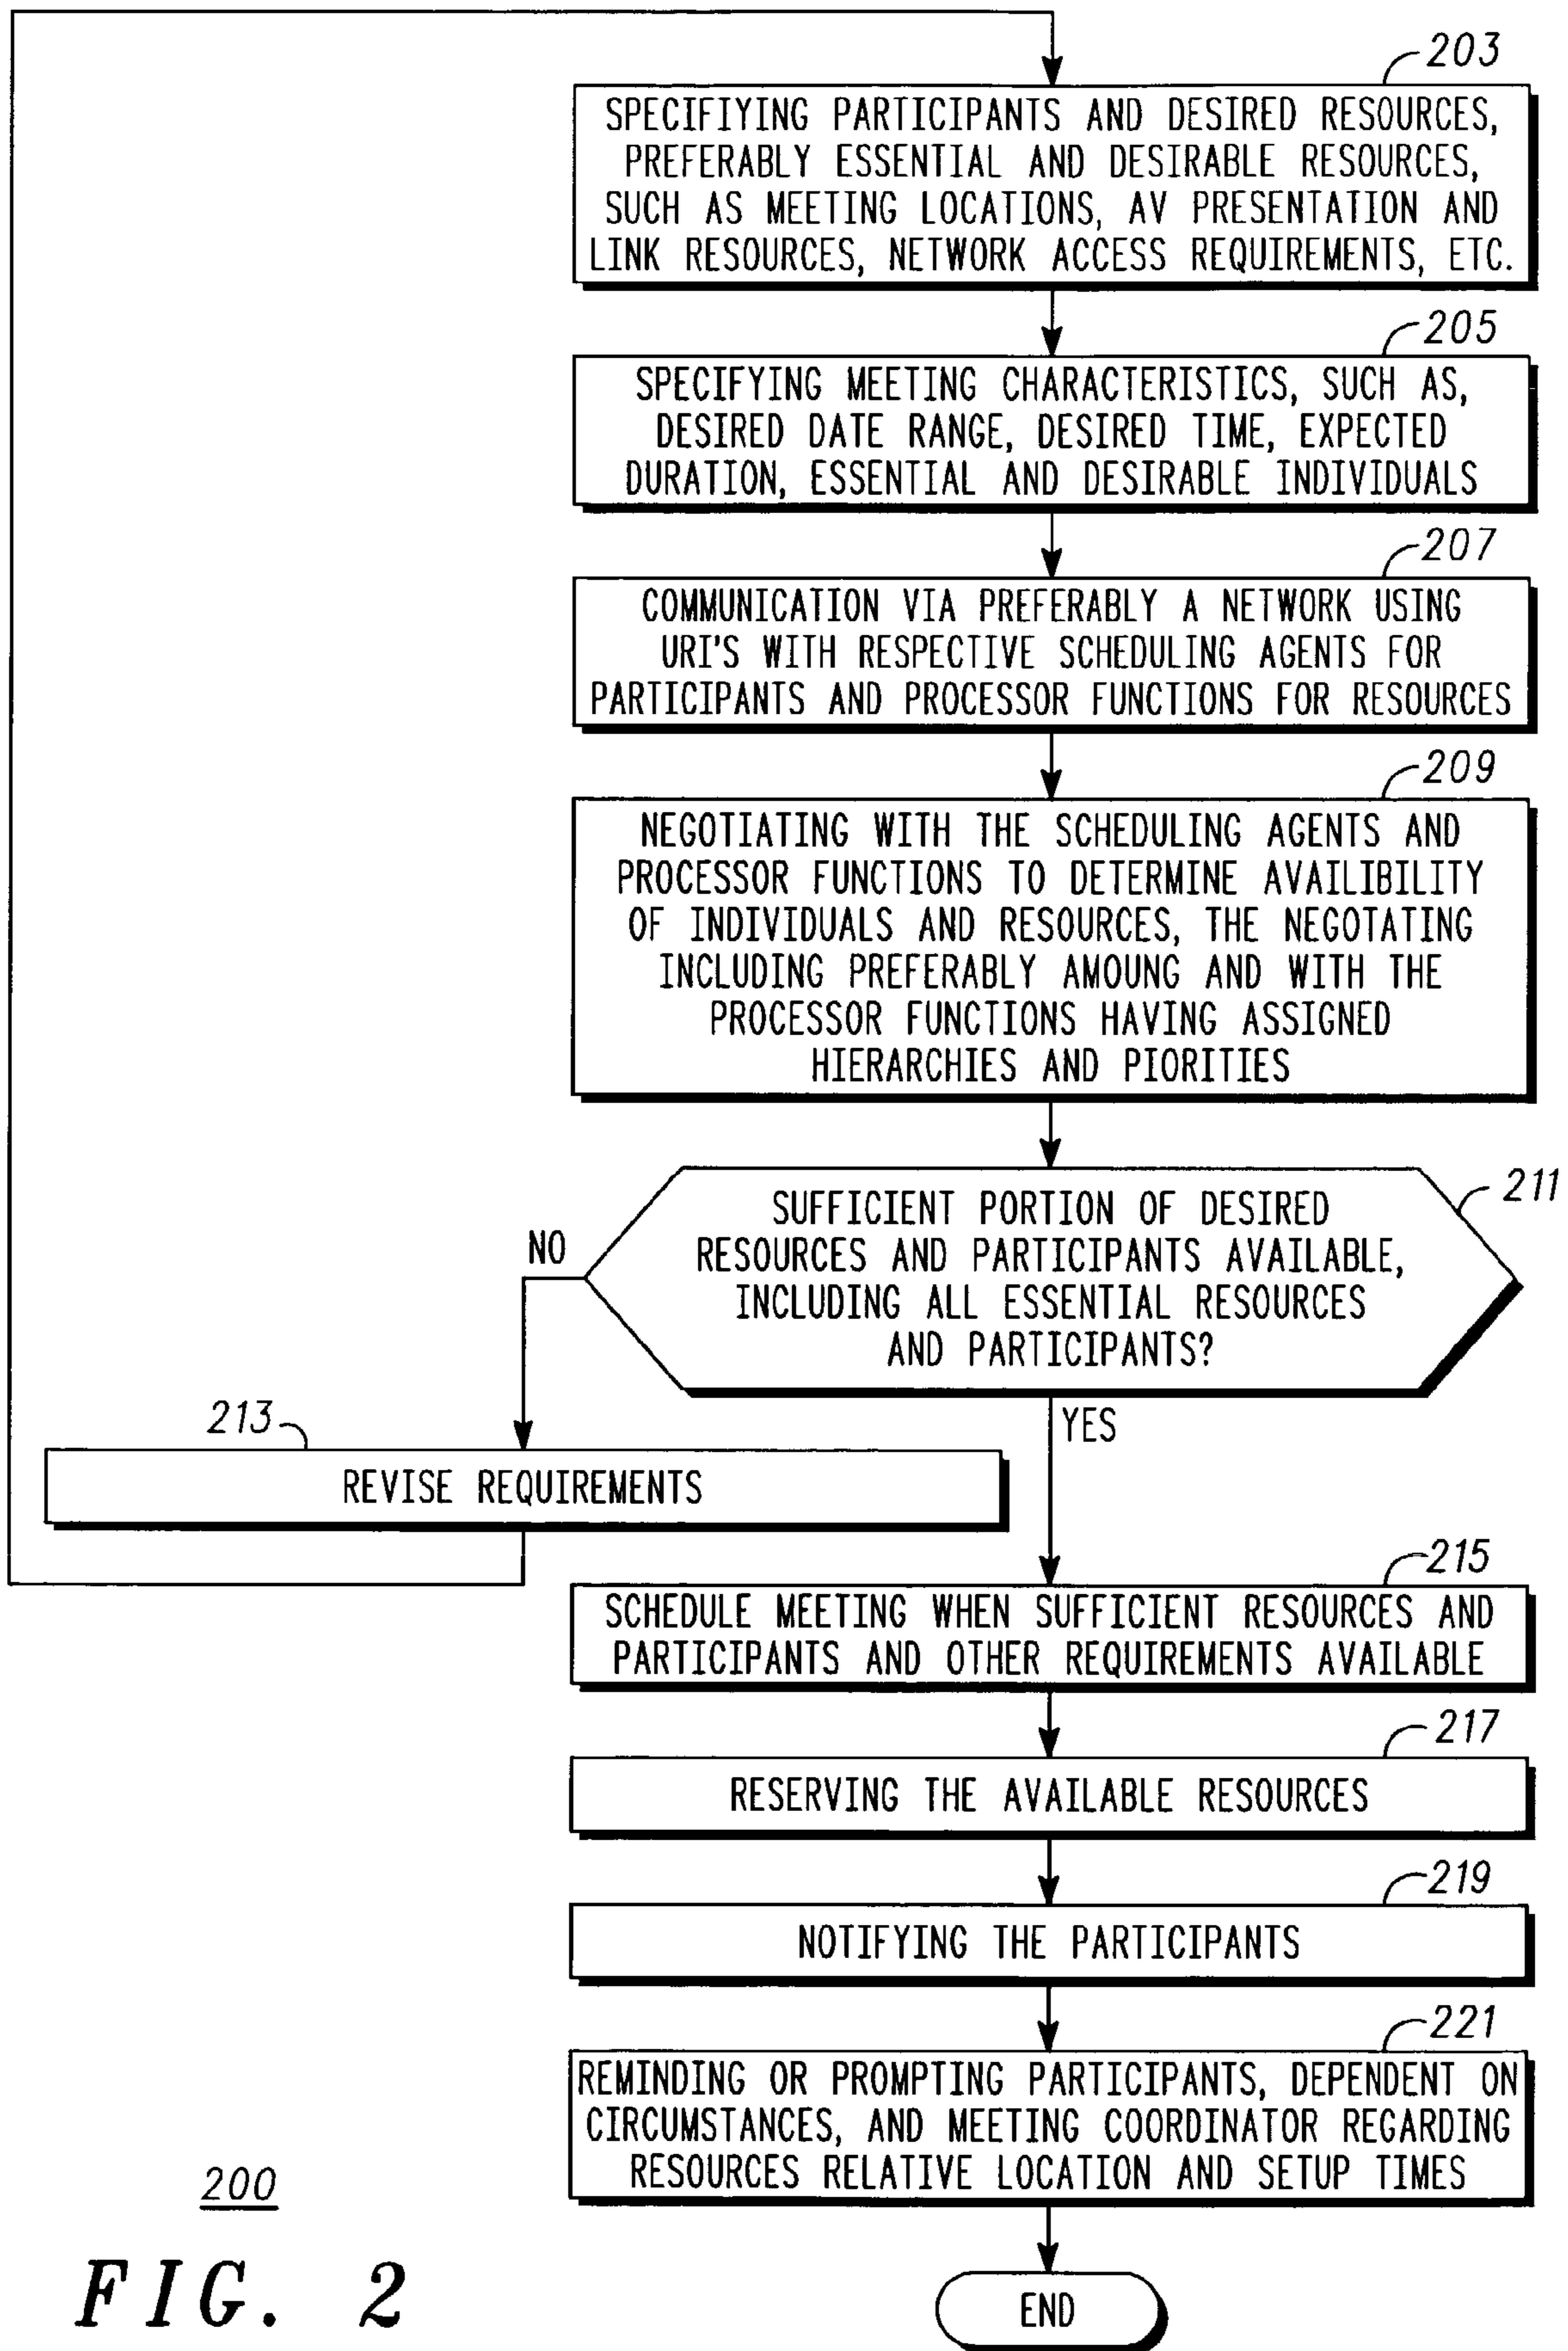 203
SPECIFIYING PARTICIPANTS AND DESIRED RESOURCES,
PREFERABLY ESSENTIAL AND DESIRABLE RESOURCES,
SUCH AS MEETING LOCATIONS, AV PRESENTATION AND
LINK RESOURCES, NETWORK ACCESS REQUIREMENTS, ETC.
205
SPECIFYING MEETING CHARACTERISTICS, SUCH AS,
DESIRED DATE RANGE, DESIRED TIME, EXPECTED
DURATION, ESSENTIAL AND DESIRABLE INDIVIDUALS
207
COMMUNICATION VIA PREFERABLY A NETWORK USING
URI'S WITH RESPECTIVE SCHEDULING AGENTS FOR
PARTICIPANTS AND PROCESSOR FUNCTIONS FOR RESOURCES
209
NEGOTIATING WITH THE SCHEDULING AGENTS AND
PROCESSOR FUNCTIONS TO DETERMINE AVAILIBILITY
OF INDIVIDUALS AND RESOURCES, THE NEGOTATING
INCLUDING PREFERABLY AMOUNG AND WITH THE
PROCESSOR FUNCTIONS HAVING ASSIGNED
HIERARCHIES AND PIORITIES
211
SUFFICIENT PORTION OF DESIRED
RESOURCES AND PARTICIPANTS AVAILABLE,
INCLUDING ALL ESSENTIAL RESOURCES
AND PARTICIPANTS?
NO
YES
213
REVISE REQUIREMENTS
215
SCHEDULE MEETING WHEN SUFFICIENT RESOURCES AND
PARTICIPANTS AND OTHER REQUIREMENTS AVAILABLE
217
RESERVING THE AVAILABLE RESOURCES
219
NOTIFYING THE PARTICIPANTS
221
REMINDING OR PROMPTING PARTICIPANTS, DEPENDENT ON
CIRCUMSTANCES, AND MEETING COORDINATOR REGARDING
RESOURCES RELATIVE LOCATION AND SETUP TIMES
END
200
FIG. 2